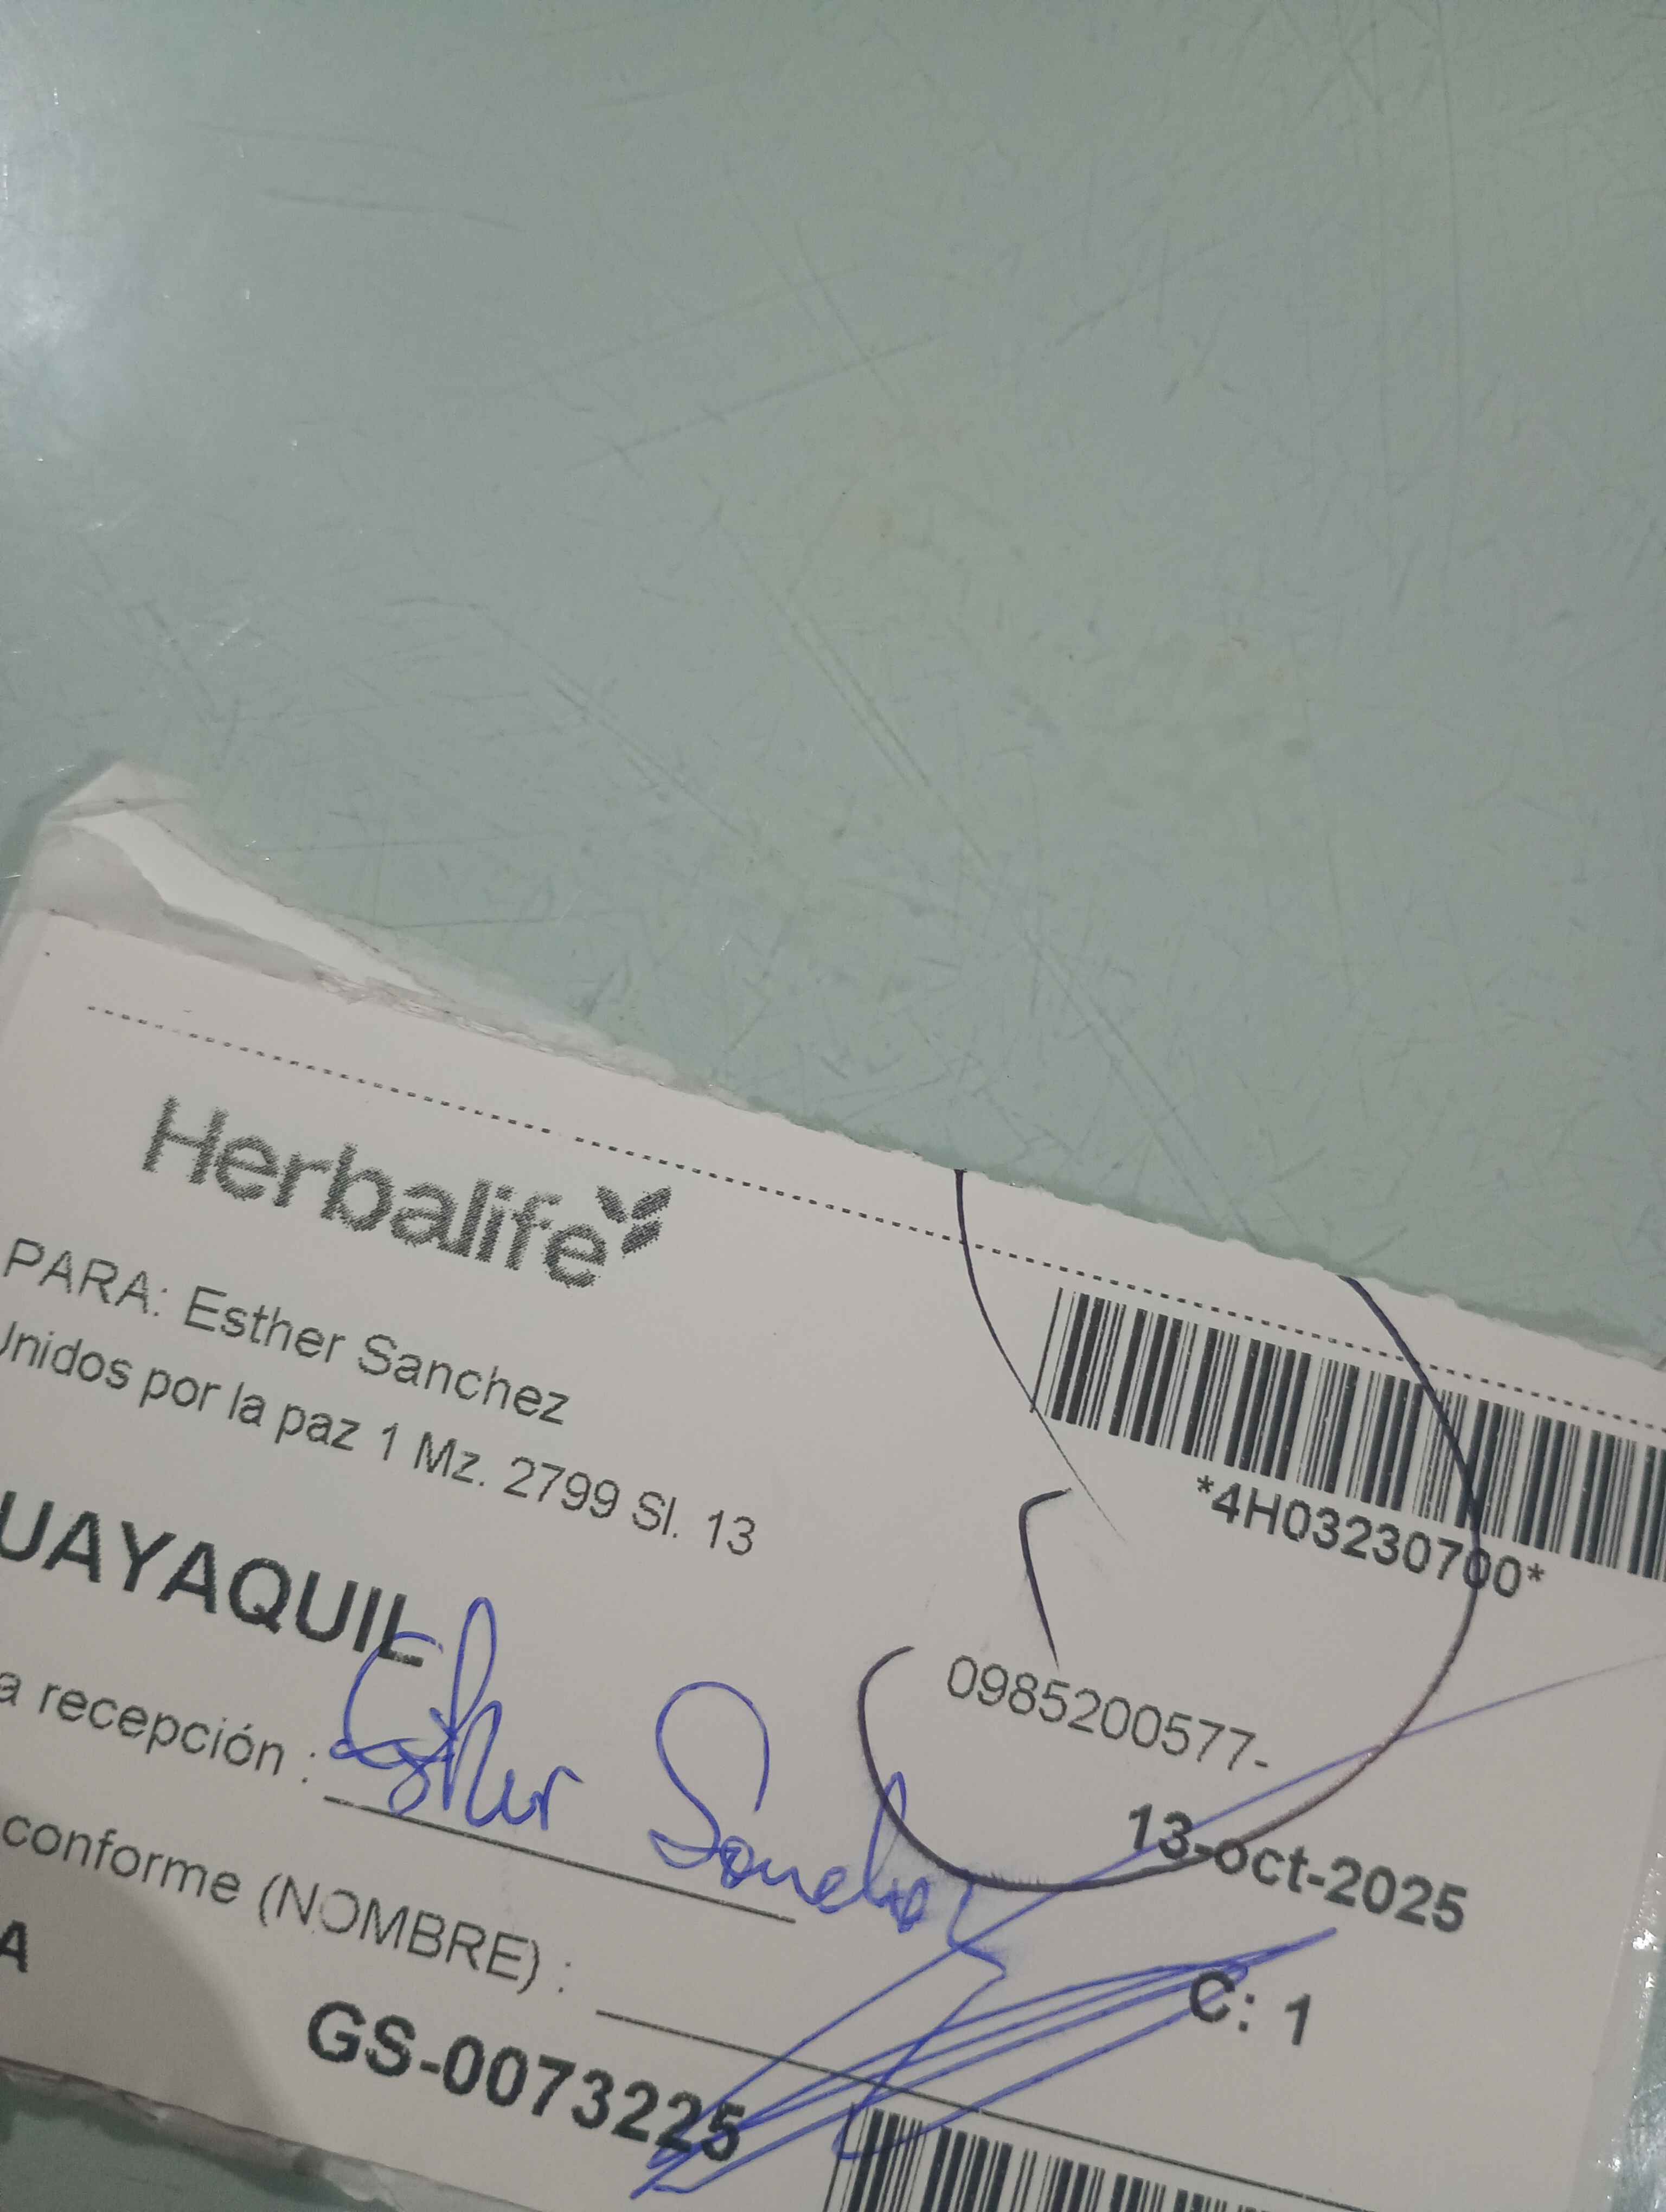 Herbalife
PARA: Esther Sanchez
Unidos por la paz 1 Mz. 2799 Sl. 13
*4H03230700*
UAYAQUIL
0985200577-
a recepción : Esther Sanchez
13-oct-2025
conforme (NOMBRE) :
C: 1
A
GS-0073225